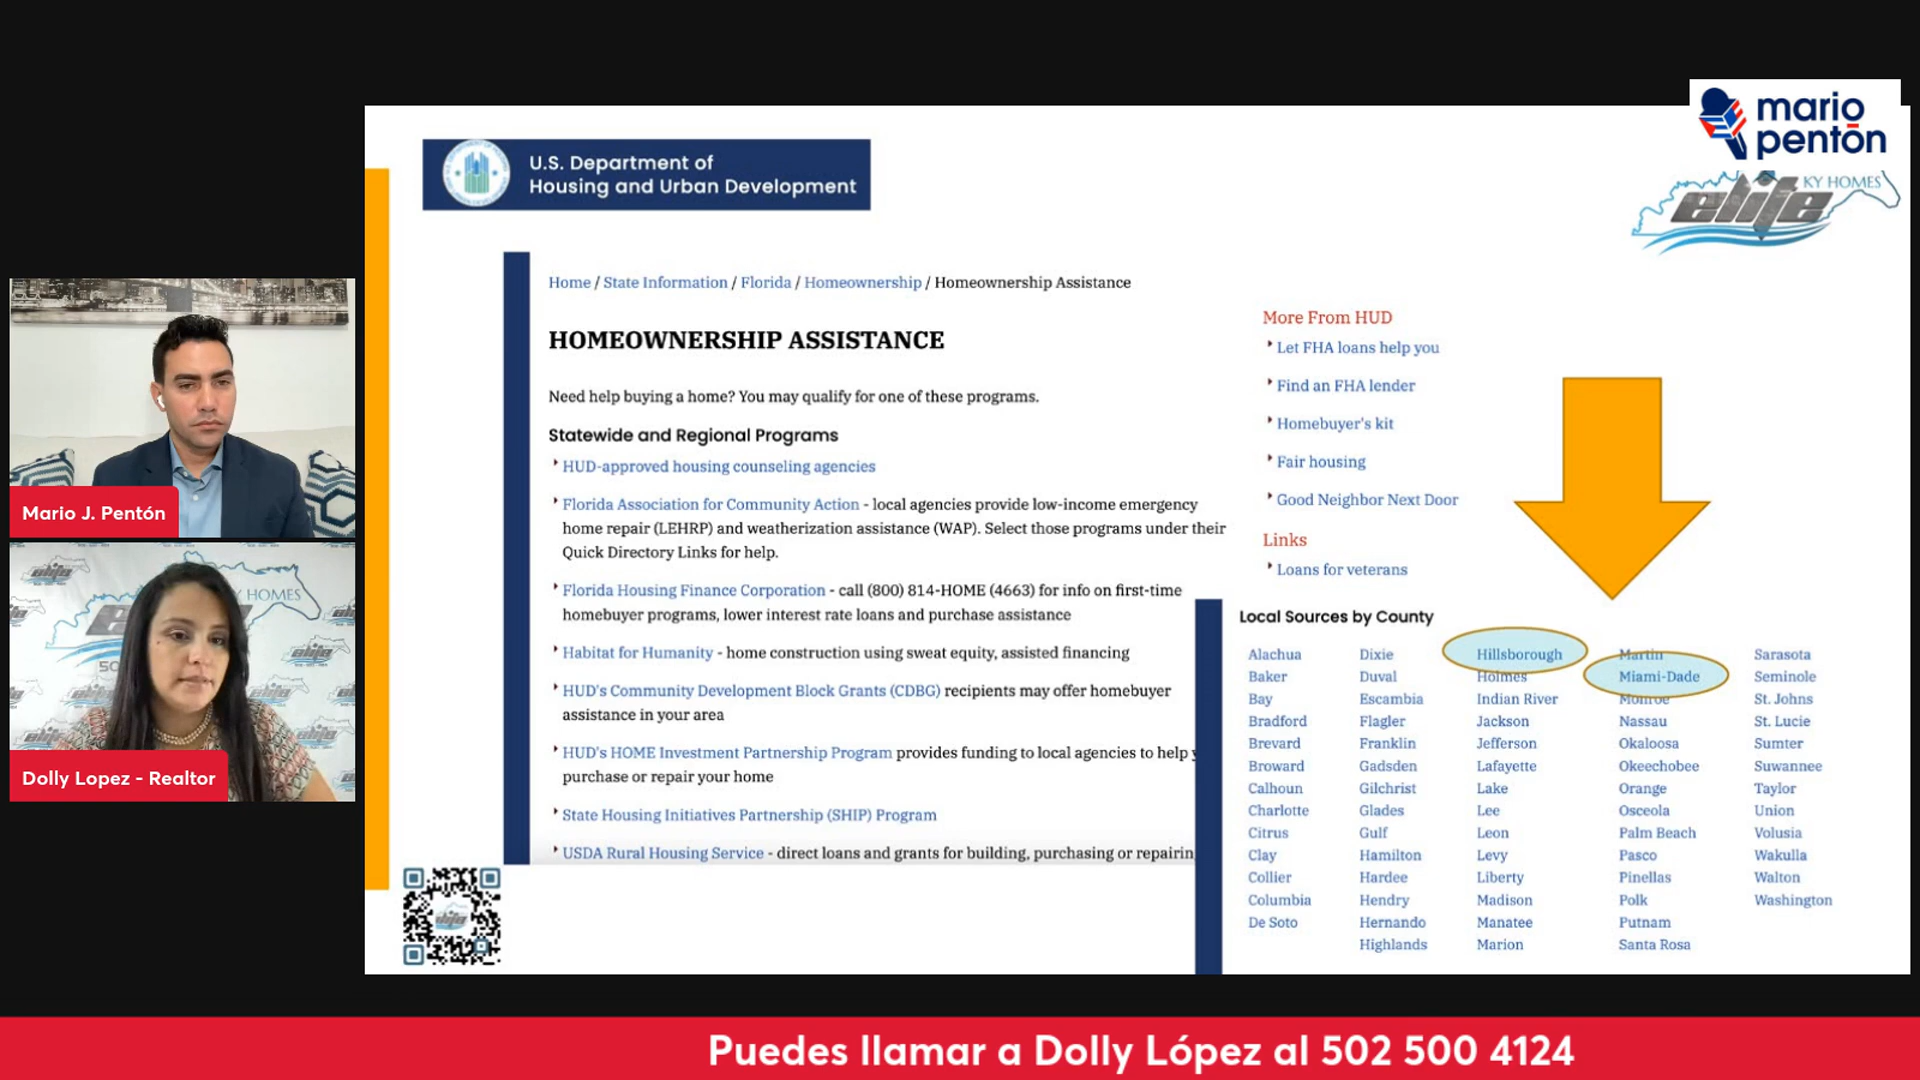 mario
pentón
elite
KY HOMES
U.S. Department of
Housing and Urban Development
Home / State Information / Florida / Homeownership / Homeownership Assistance
HOMEOWNERSHIP ASSISTANCE
Need help buying a home? You may qualify for one of these programs.
Statewide and Regional Programs
HUD-approved housing counseling agencies
Florida Association for Community Action - local agencies provide low-income emergency
home repair (LEHRP) and weatherization assistance (WAP). Select those programs under their
Quick Directory Links for help.
Florida Housing Finance Corporation - call (800) 814-HOME (4663) for info on first-time
homebuyer programs, lower interest rate loans and purchase assistance
Habitat for Humanity - home construction using sweat equity, assisted financing
HUD's Community Development Block Grants (CDBG) recipients may offer homebuyer
assistance in your area
HUD's HOME Investment Partnership Program provides funding to local agencies to help
purchase or repair your home
State Housing Initiatives Partnership (SHIP) Program
USDA Rural Housing Service - direct loans and grants for building, purchasing or repairin
More From HUD
Let FHA loans help you
Find an FHA lender
Homebuyer's kit
Fair housing
Good Neighbor Next Door
Links
Loans for veterans
Local Sources by County
Alachua
Baker
Bay
Bradford
Brevard
Broward
Calhoun
Charlotte
Citrus
Clay
Collier
Columbia
De Soto
Dixie
Duval
Escambia
Flagler
Franklin
Gadsden
Gilchrist
Glades
Gulf
Hamilton
Hardee
Hendry
Hernando
Highlands
Hillsborough
Holmes
Indian River
Jackson
Jefferson
Lafayette
Lake
Lee
Leon
Levy
Liberty
Madison
Manatee
Marion
Martin
Miami-Dade
Monroe
Nassau
Okaloosa
Okeechobee
Orange
Osceola
Palm Beach
Pasco
Pinellas
Polk
Putnam
Santa Rosa
Sarasota
Seminole
St. Johns
St. Lucie
Sumter
Suwannee
Taylor
Union
Volusia
Wakulla
Walton
Washington
Mario J. Pentón
HOMES
Dolly Lopez - Realtor
Puedes llamar a Dolly López al 502 500 4124